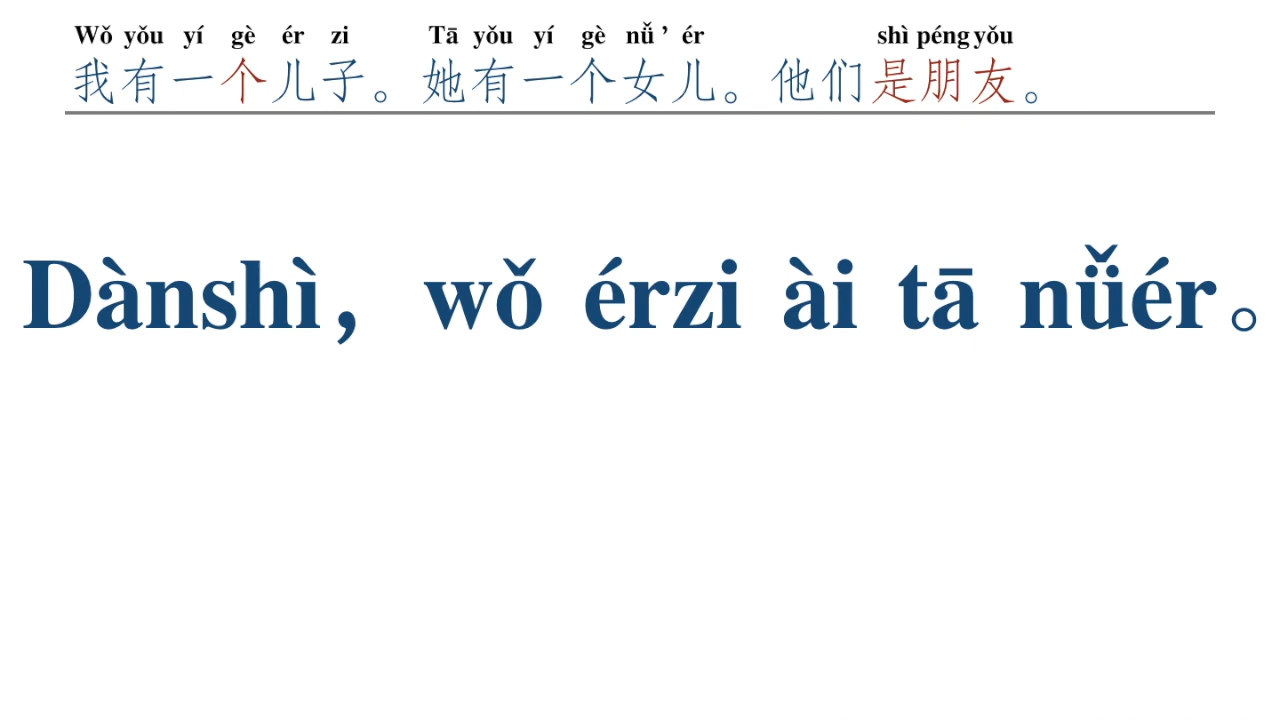 Wǒ yǒu yí gè ér zi Tā yǒu yí gè nǚ’ér shì péng yǒu
我有一个儿子。她有一个女儿。他们是朋友。
Dànshì，wǒ érzi ài tā nǚér。